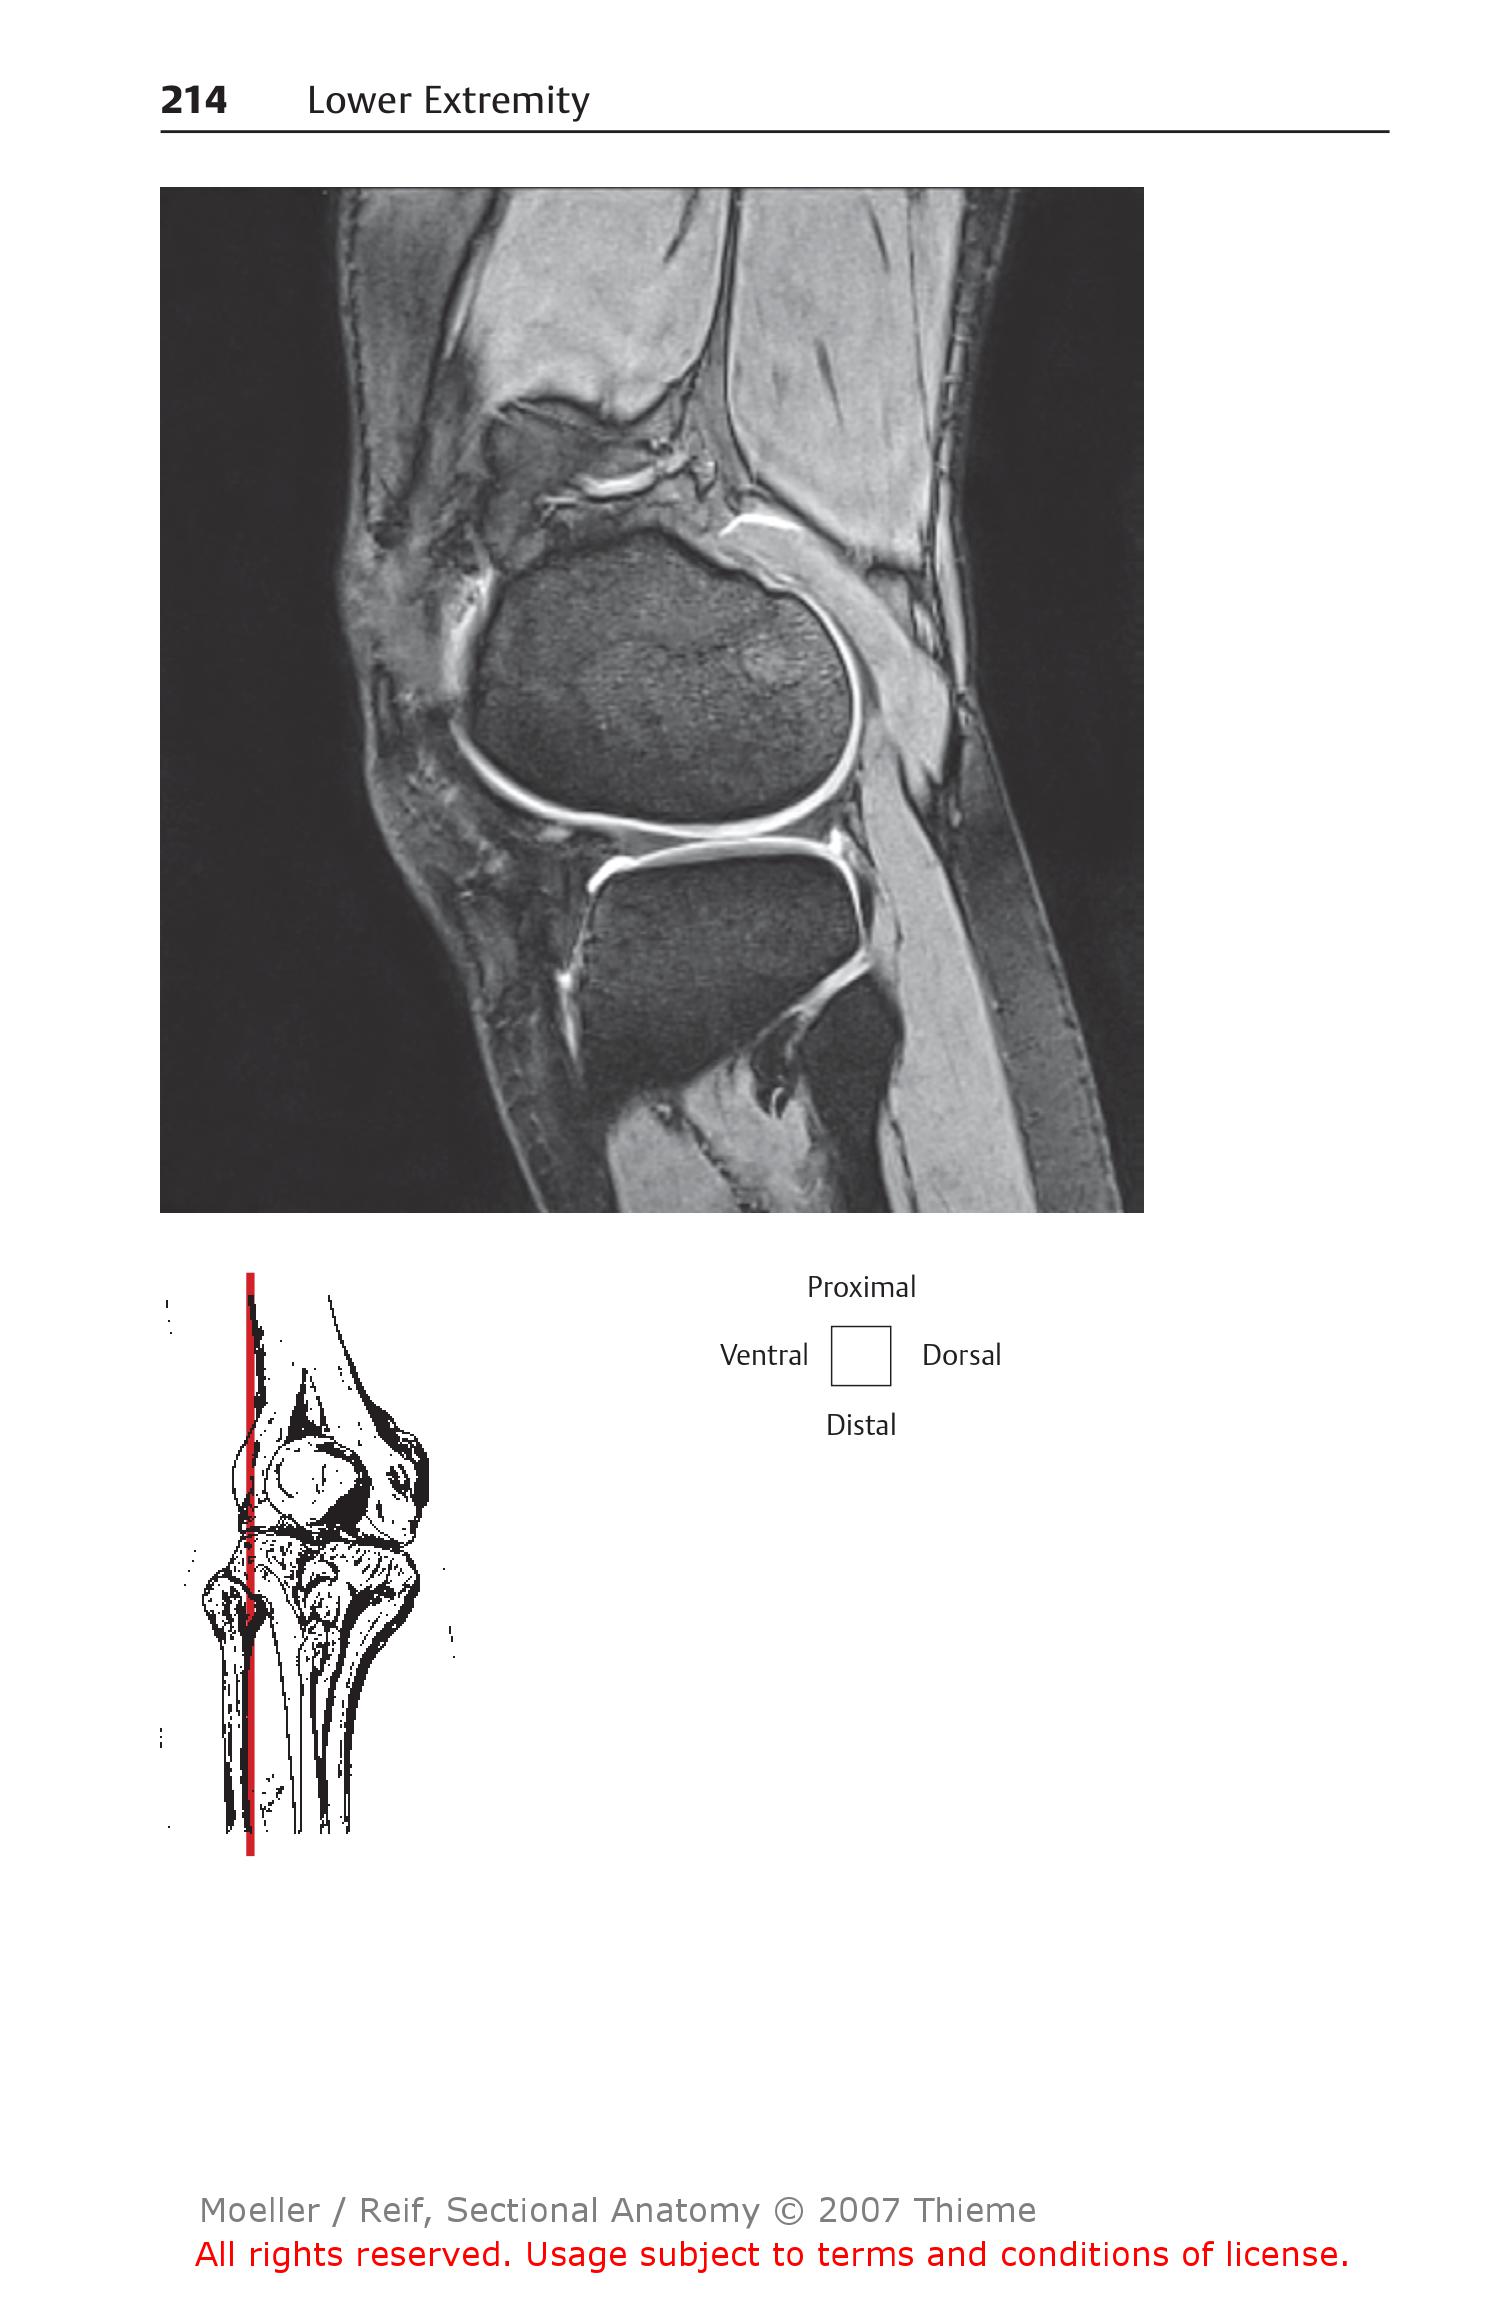 214 Lower Extremity
Proximal
Ventral Dorsal
Distal
Moeller / Reif, Sectional Anatomy © 2007 Thieme
All rights reserved. Usage subject to terms and conditions of license.